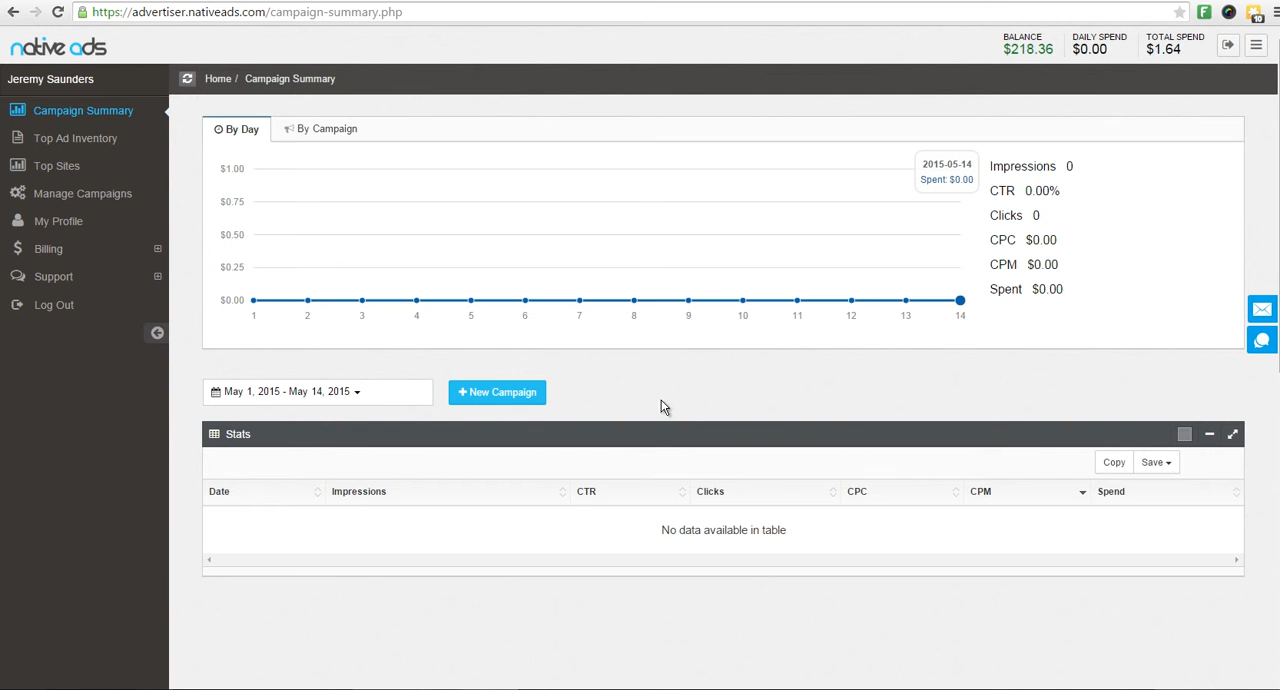 https://advertiser.nativeads.com/campaign-summary.php
F
10
native ads
BALANCE
$218.36
DAILY SPEND
$0.00
TOTAL SPEND
$1.64
Jeremy Saunders
Home / Campaign Summary
Campaign Summary
Top Ad Inventory
Top Sites
Manage Campaigns
My Profile
Billing
Support
Log Out
By Day
By Campaign
$1.00
$0.75
$0.50
$0.25
$0.00
1 2 3 4 5 6 7 8 9 10 11 12 13 14
2015-05-14
Spent: $0.00
Impressions 0
CTR 0.00%
Clicks 0
CPC $0.00
CPM $0.00
Spent $0.00
May 1, 2015 - May 14, 2015
+ New Campaign
Stats
Copy Save
Date Impressions CTR Clicks CPC CPM Spend
No data available in table